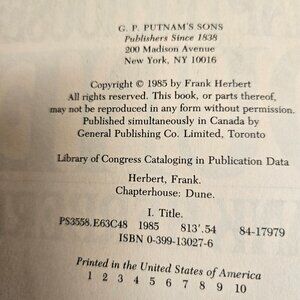 G. P. PUTNAM'S SONS
Publishers Since 1838
200 Madison Avenue
New York, NY 10016
Copyright © 1985 by Frank Herbert
All rights reserved. This book, or parts thereof,
may not be reproduced in any form without permission.
Published simultaneously in Canada by
General Publishing Co. Limited, Toronto
Library of Congress Cataloging in Publication Data
Herbert, Frank.
Chapterhouse: Dune.
I. Title.
PS3558.E63C48 1985 813'.54 84-17979
ISBN 0-399-13027-6
Printed in the United States of America
1 2 3 4 5 6 7 8 9 10